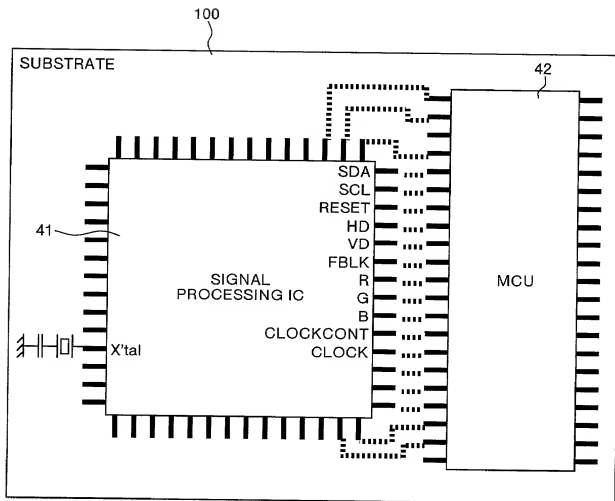 100
SUBSTRATE
42
SDA
SCL
RESET
HD
VD
FBLK
R
G
B
CLOCKCONT
CLOCK
41
SIGNAL
PROCESSING IC
MCU
X'tal